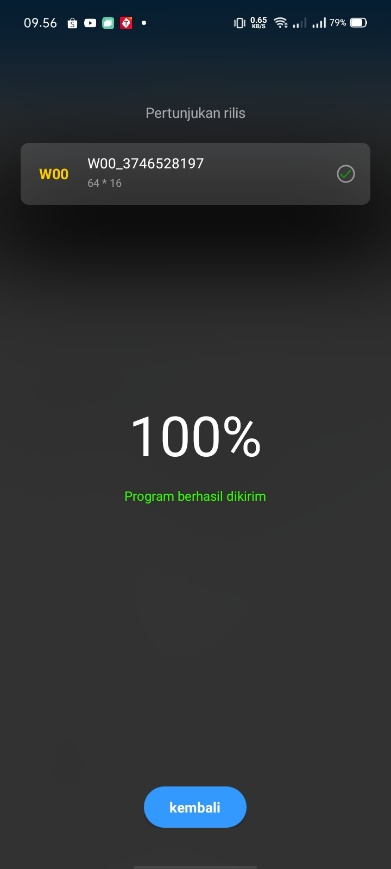 09.56
0.65
KB/S
79%
Pertunjukan rilis
W00
W00_3746528197
64 * 16
100%
Program berhasil dikirim
kembali